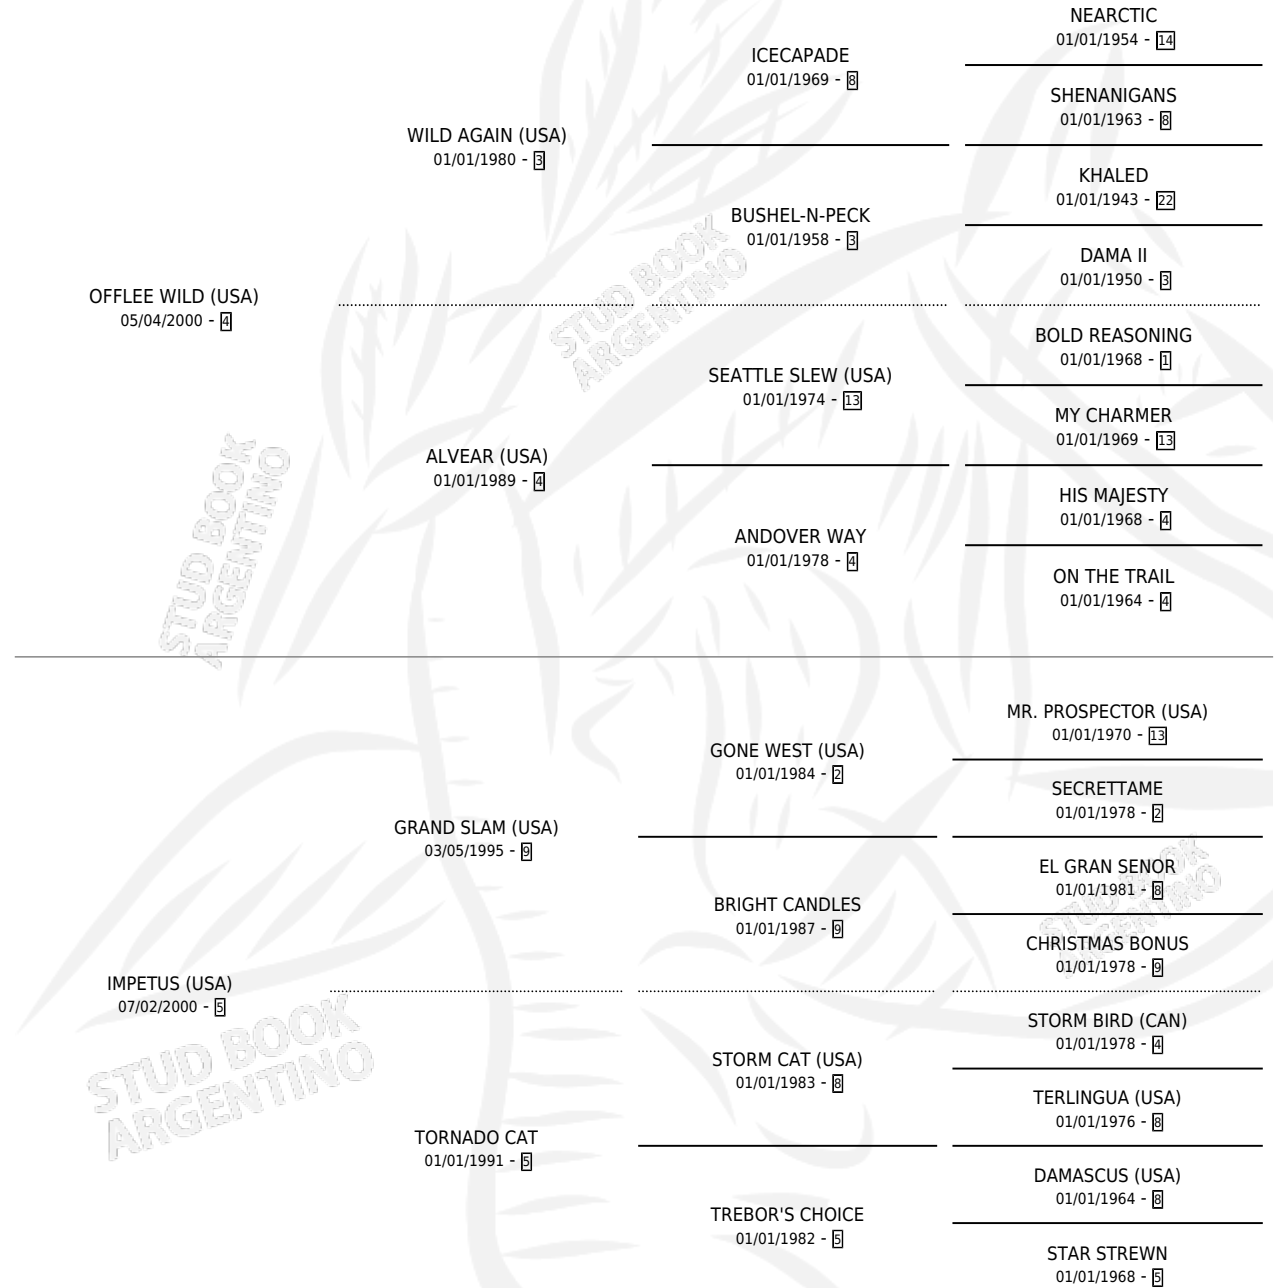 NEARCTIC
01/01/1954 - 14
ICECAPADE
01/01/1969 - 8
SHENANIGANS
01/01/1963 - 8
WILD AGAIN (USA)
01/01/1980 - 3
KHALED
01/01/1943 - 22
BUSHEL-N-PECK
01/01/1958 - 3
DAMA II
01/01/1950 - 3
OFFLEE WILD (USA)
05/04/2000 - 4
BOLD REASONING
01/01/1968 - 1
SEATTLE SLEW (USA)
01/01/1974 - 13
MY CHARMER
01/01/1969 - 13
ALVEAR (USA)
01/01/1989 - 4
HIS MAJESTY
01/01/1968 - 4
ANDOVER WAY
01/01/1978 - 4
ON THE TRAIL
01/01/1964 - 4
MR. PROSPECTOR (USA)
01/01/1970 - 13
GONE WEST (USA)
01/01/1984 - 2
SECRETTAME
01/01/1978 - 2
GRAND SLAM (USA)
03/05/1995 - 9
EL GRAN SENOR
01/01/1981 - 8
BRIGHT CANDLES
01/01/1987 - 9
CHRISTMAS BONUS
01/01/1978 - 9
IMPETUS (USA)
07/02/2000 - 5
STORM BIRD (CAN)
01/01/1978 - 4
STORM CAT (USA)
01/01/1983 - 8
TERLINGUA (USA)
01/01/1976 - 8
TORNADO CAT
01/01/1991 - 5
DAMASCUS (USA)
01/01/1964 - 8
TREBOR'S CHOICE
01/01/1982 - 5
STAR STREWN
01/01/1968 - 5
STUD BOOK
ARGENTINO
STUD BOOK
ARGENTINO
STUD BOOK
ARGENTINO
STUD BOOK
ARGENTINO